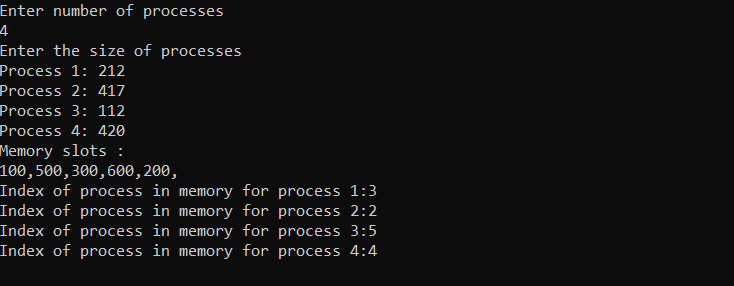 Enter number of processes
4
Enter the size of processes
Process 1: 212
Process 2: 417
Process 3: 112
Process 4: 420
Memory slots :
100,500,300,600,200,
Index of process in memory for process 1:3
Index of process in memory for process 2:2
Index of process in memory for process 3:5
Index of process in memory for process 4:4